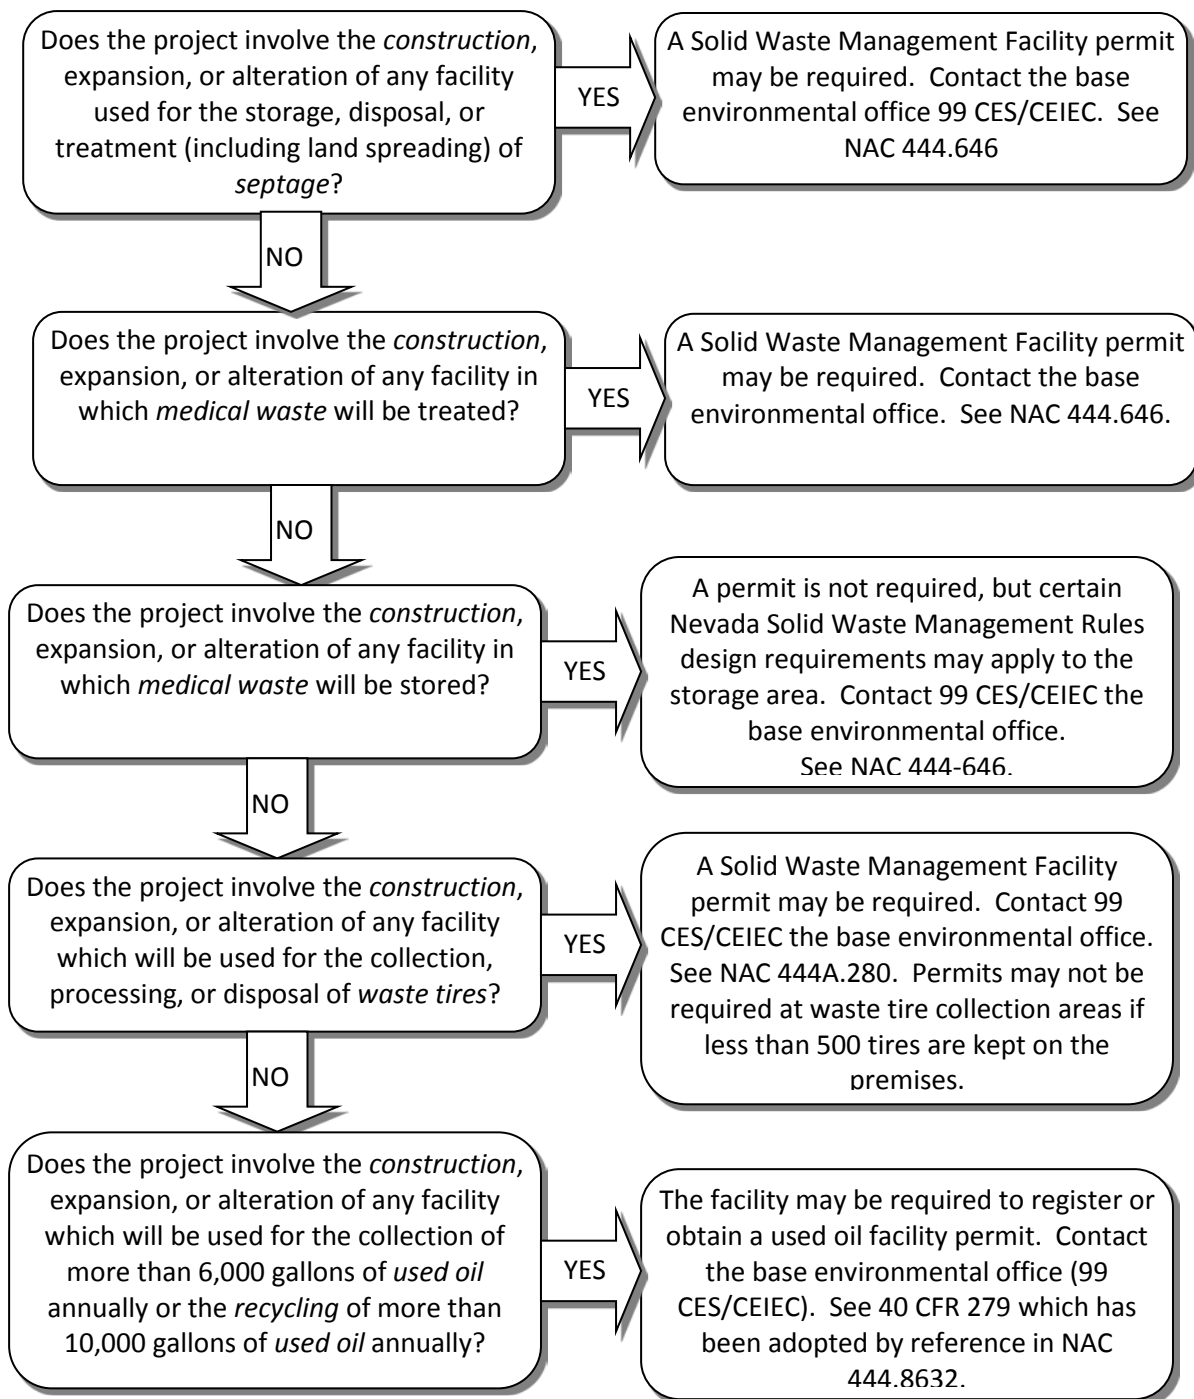 Does the project involve the construction,
expansion, or alteration of any facility
used for the storage, disposal, or
treatment (including land spreading) of
septage?
YES
A Solid Waste Management Facility permit
may be required.  Contact the base
environmental office 99 CES/CEIEC.  See
NAC 444.646
NO
Does the project involve the construction,
expansion, or alteration of any facility in
which medical waste will be treated?
YES
A Solid Waste Management Facility permit
may be required.  Contact the base
environmental office.  See NAC 444.646.
NO
Does the project involve the construction,
expansion, or alteration of any facility in
which medical waste will be stored?
YES
A permit is not required, but certain
Nevada Solid Waste Management Rules
design requirements may apply to the
storage area.  Contact 99 CES/CEIEC the
base environmental office.
See NAC 444-646.
NO
Does the project involve the construction,
expansion, or alteration of any facility
which will be used for the collection,
processing, or disposal of waste tires?
YES
A Solid Waste Management Facility
permit may be required.  Contact 99
CES/CEIEC the base environmental office.
See NAC 444A.280.  Permits may not be
required at waste tire collection areas if
less than 500 tires are kept on the
premises.
NO
Does the project involve the construction,
expansion, or alteration of any facility
which will be used for the collection of
more than 6,000 gallons of used oil
annually or the recycling of more than
10,000 gallons of used oil annually?
YES
The facility may be required to register or
obtain a used oil facility permit.  Contact
the base environmental office (99
CES/CEIEC).  See 40 CFR 279 which has
been adopted by reference in NAC
444.8632.